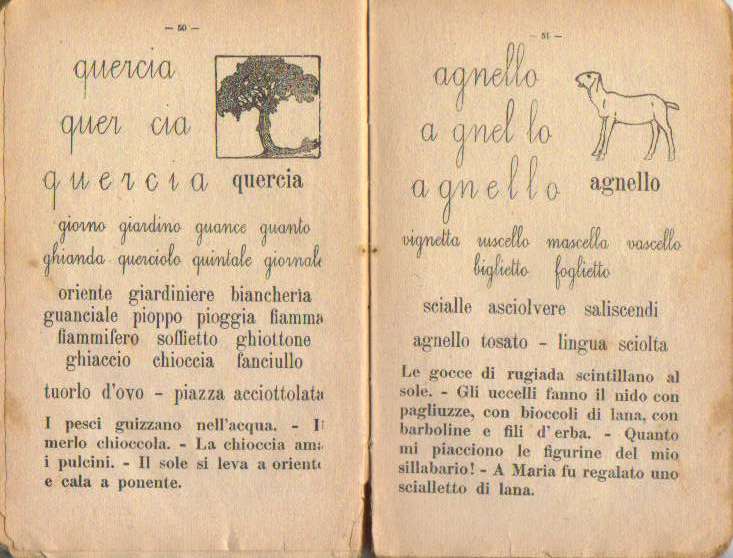 — 50 —
quercia
quer cia
q u e r c i a quercia
giorno giardino guance guanto
ghianda querciolo quintale giornale
oriente giardiniere biancheria
guanciale pioppo pioggia fiamma
fiammifero soffietto ghiottone
ghiaccio chioccia fanciullo
tuorlo d'ovo – piazza acciottolata
I pesci guizzano nell'acqua. - Il
merlo chioccola. - La chioccia ama
i pulcini. - Il sole si leva a oriente
e cala a ponente.
— 51 —
agnello
a gnel lo
a g n e l l o agnello
vignetta ruscello mascella vascello
biglietto foglietto
scialle asciolvere saliscendi
agnello tosato – lingua sciolta
Le gocce di rugiada scintillano al
sole. - Gli uccelli fanno il nido con
pagliuzze, con bioccoli di lana, con
barboline e fili d'erba. - Quanto
mi piacciono le figurine del mio
sillabario! - A Maria fu regalato uno
scialletto di lana.